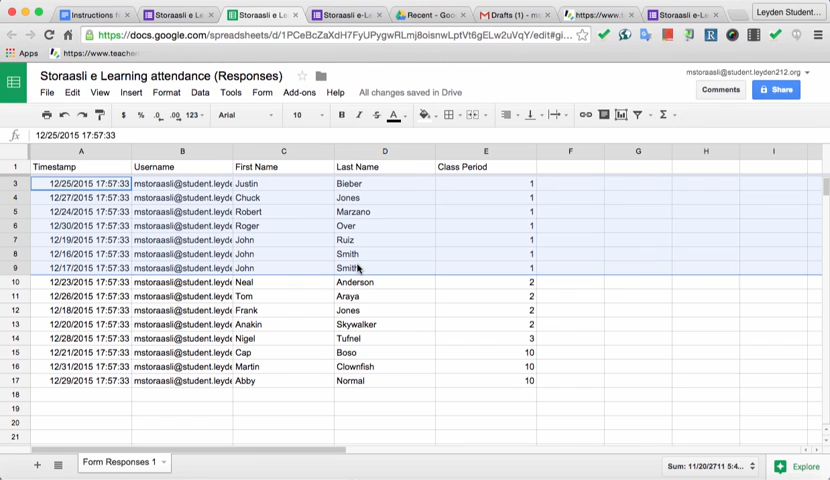 Instructions f
Storaasli e L
Storaasli e Le
Storaasli e L
Recent - Goo
Drafts (1) - m
https://www.t
Storaasli e-L
Leyden Student...
https://docs.google.com/spreadsheets/d/1PCeBcZaXdH7FyUPygwRLmj8oisnwLptVt6gELw2uVqY/edit#gi
Apps https://www.teacher
Storaasli e Learning attendance (Responses)
mstoraasli@student.leyden212.org
File Edit View Insert Format Data Tools Form Add-ons Help All changes saved in Drive
Comments Share
$ % .0 .00 123 Arial 10 B I S A Σ
fx 12/25/2015 17:57:33
A B C D E F G H I
1 Timestamp Username First Name Last Name Class Period
3 12/25/2015 17:57:33 mstoraasli@student.leyde Justin Bieber 1
4 12/27/2015 17:57:33 mstoraasli@student.leyde Chuck Jones 1
5 12/24/2015 17:57:33 mstoraasli@student.leyde Robert Marzano 1
6 12/30/2015 17:57:33 mstoraasli@student.leyde Roger Over 1
7 12/19/2015 17:57:33 mstoraasli@student.leyde John Ruiz 1
8 12/16/2015 17:57:33 mstoraasli@student.leyde John Smith 1
9 12/17/2015 17:57:33 mstoraasli@student.leyde John Smith 1
10 12/23/2015 17:57:33 mstoraasli@student.leyde Neal Anderson 2
11 12/26/2015 17:57:33 mstoraasli@student.leyde Tom Araya 2
12 12/18/2015 17:57:33 mstoraasli@student.leyde Frank Jones 2
13 12/20/2015 17:57:33 mstoraasli@student.leyde Anakin Skywalker 2
14 12/28/2015 17:57:33 mstoraasli@student.leyde Nigel Tufnel 3
15 12/21/2015 17:57:33 mstoraasli@student.leyde Cap Boso 10
16 12/31/2015 17:57:33 mstoraasli@student.leyde Martin Clownfish 10
17 12/29/2015 17:57:33 mstoraasli@student.leyde Abby Normal 10
18
19
20
21
Form Responses 1
Sum: 11/20/2711 5:4...
Explore